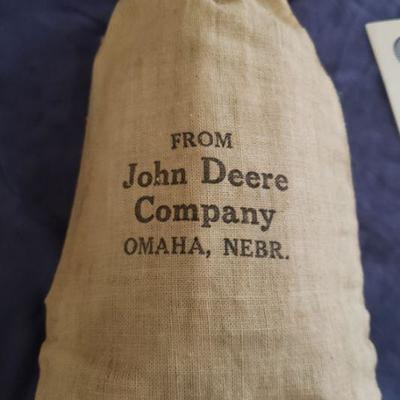 FROM
John Deere
Company
OMAHA, NEBR.